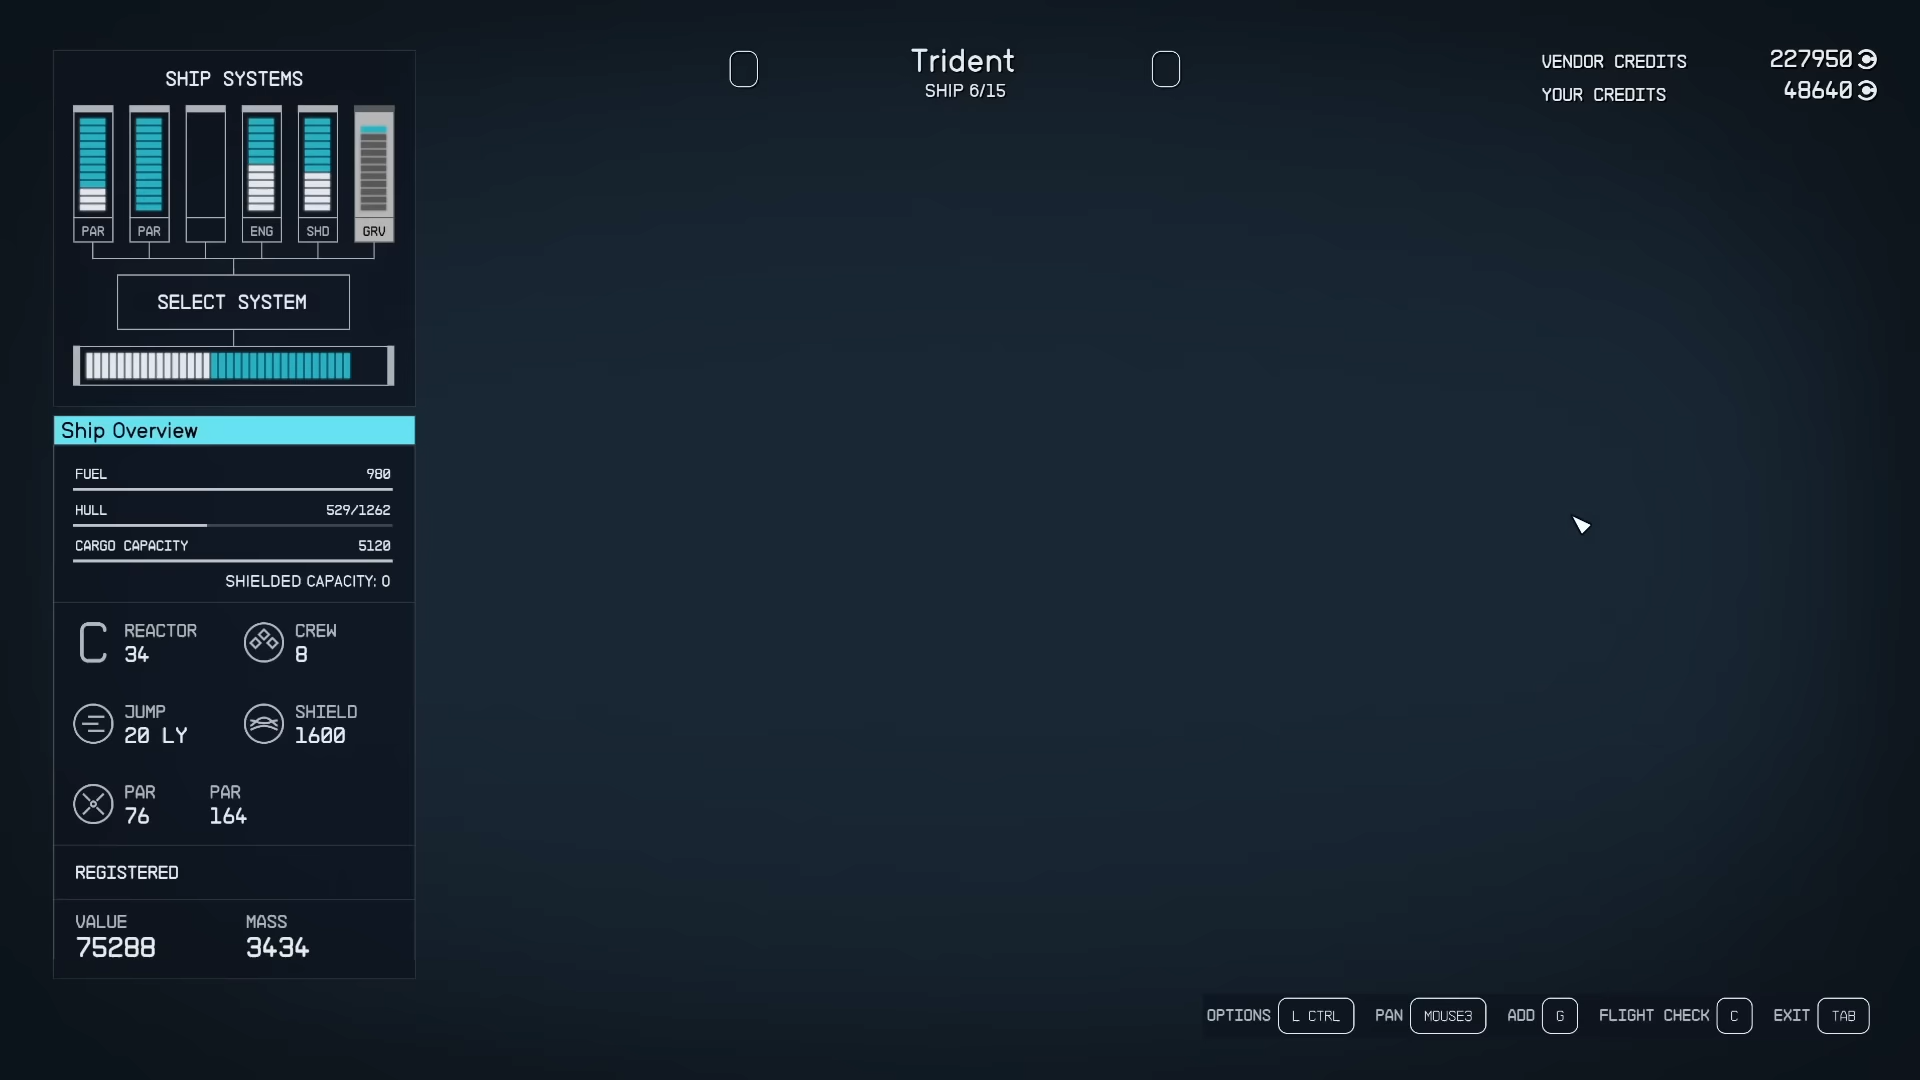 SHIP SYSTEMS
PAR PAR ENG SHD GRV
SELECT SYSTEM
Ship Overview
FUEL 980
HULL 529/1262
CARGO CAPACITY 5120
SHIELDED CAPACITY: 0
C REACTOR 34
CREW 8
JUMP 20 LY
SHIELD 1600
PAR 76
PAR 164
REGISTERED
VALUE 75288
MASS 3434
Trident
SHIP 6/15
VENDOR CREDITS 227950
YOUR CREDITS 48640
OPTIONS L CTRL PAN MOUSE3 ADD G FLIGHT CHECK C EXIT TAB